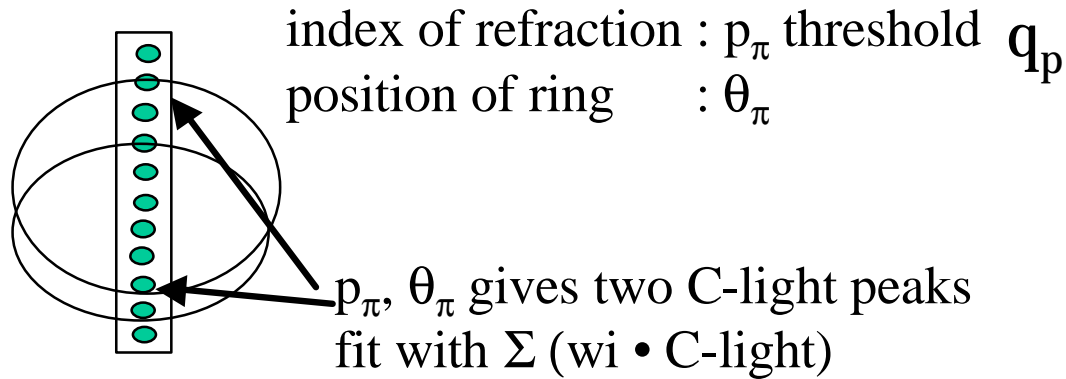 index of refraction : pπ threshold qp
position of ring : θπ
pπ, θπ gives two C-light peaks
fit with Σ (wi • C-light)